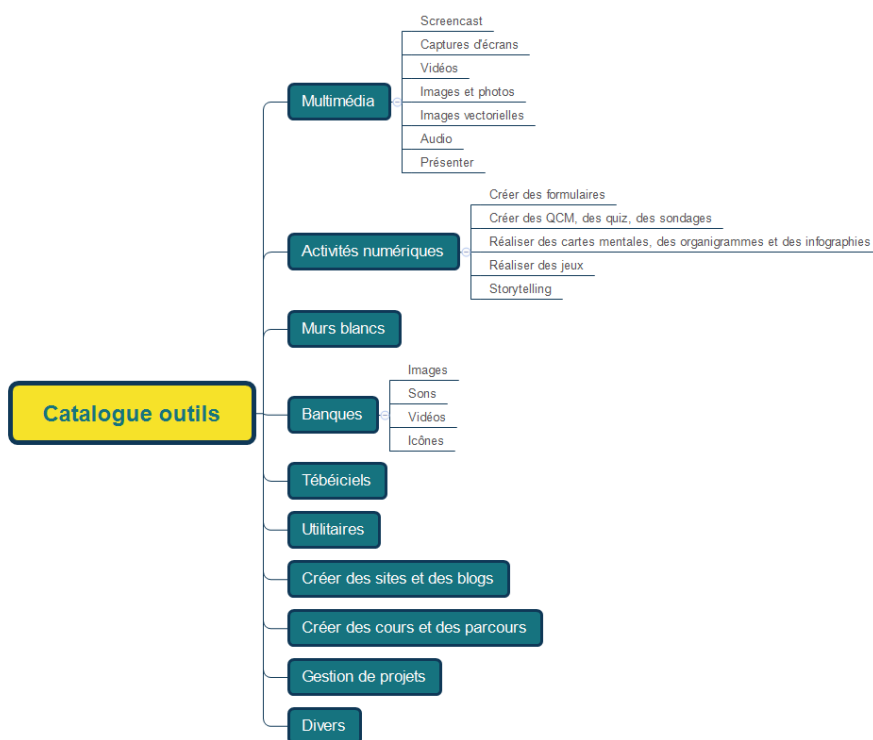 Catalogue outils
Multimédia
Screencast
Captures d'écrans
Vidéos
Images et photos
Images vectorielles
Audio
Présenter
Activités numériques
Créer des formulaires
Créer des QCM, des quiz, des sondages
Réaliser des cartes mentales, des organigrammes et des infographies
Réaliser des jeux
Storytelling
Murs blancs
Banques
Images
Sons
Vidéos
Icônes
Tébéiciels
Utilitaires
Créer des sites et des blogs
Créer des cours et des parcours
Gestion de projets
Divers